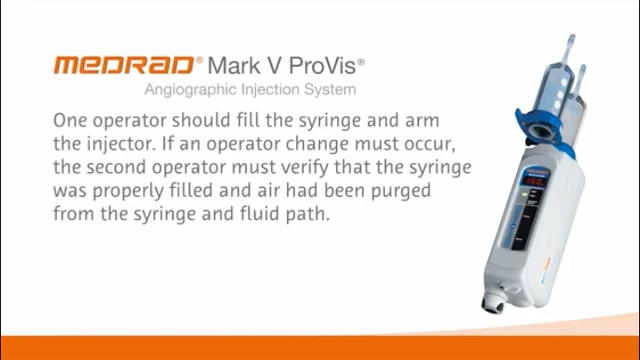 MEDRAD® Mark V ProVis®
Angiographic Injection System
One operator should fill the syringe and arm
the injector. If an operator change must occur,
the second operator must verify that the syringe
was properly filled and air had been purged
from the syringe and fluid path.